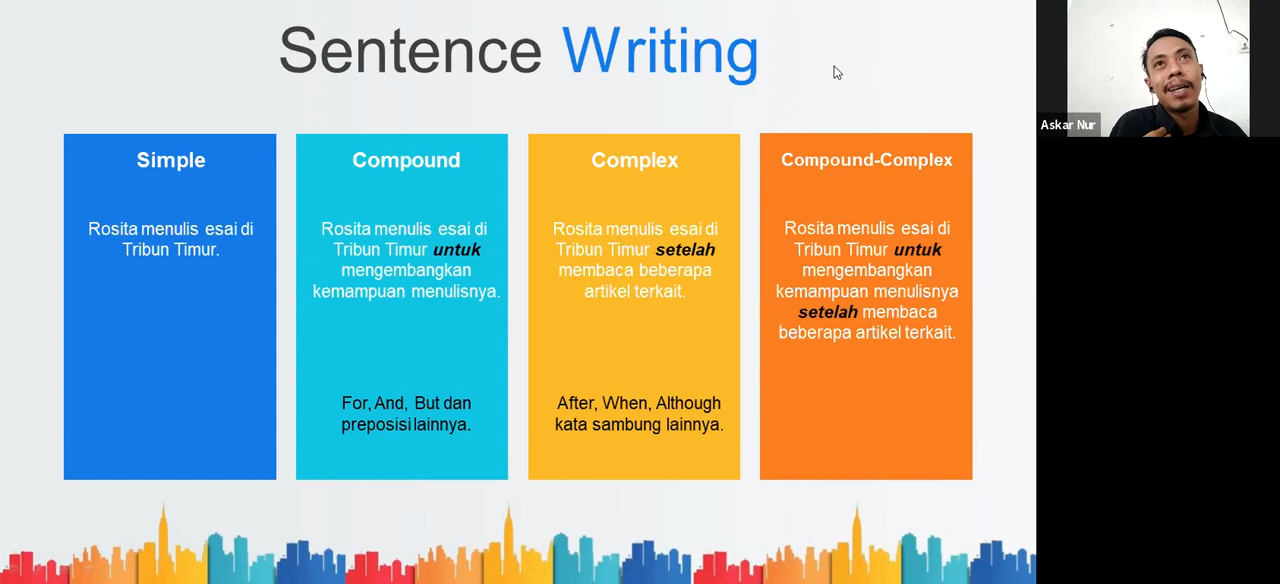 Sentence Writing
Simple
Rosita menulis esai di
Tribun Timur.
Compound
Rosita menulis esai di
Tribun Timur untuk
mengembangkan
kemampuan menulisnya.
For, And, But dan
preposisi lainnya.
Complex
Rosita menulis esai di
Tribun Timur setelah
membaca beberapa
artikel terkait.
After, When, Although
kata sambung lainnya.
Compound-Complex
Rosita menulis esai di
Tribun Timur untuk
mengembangkan
kemampuan menulisnya
setelah membaca
beberapa artikel terkait.
Askar Nur